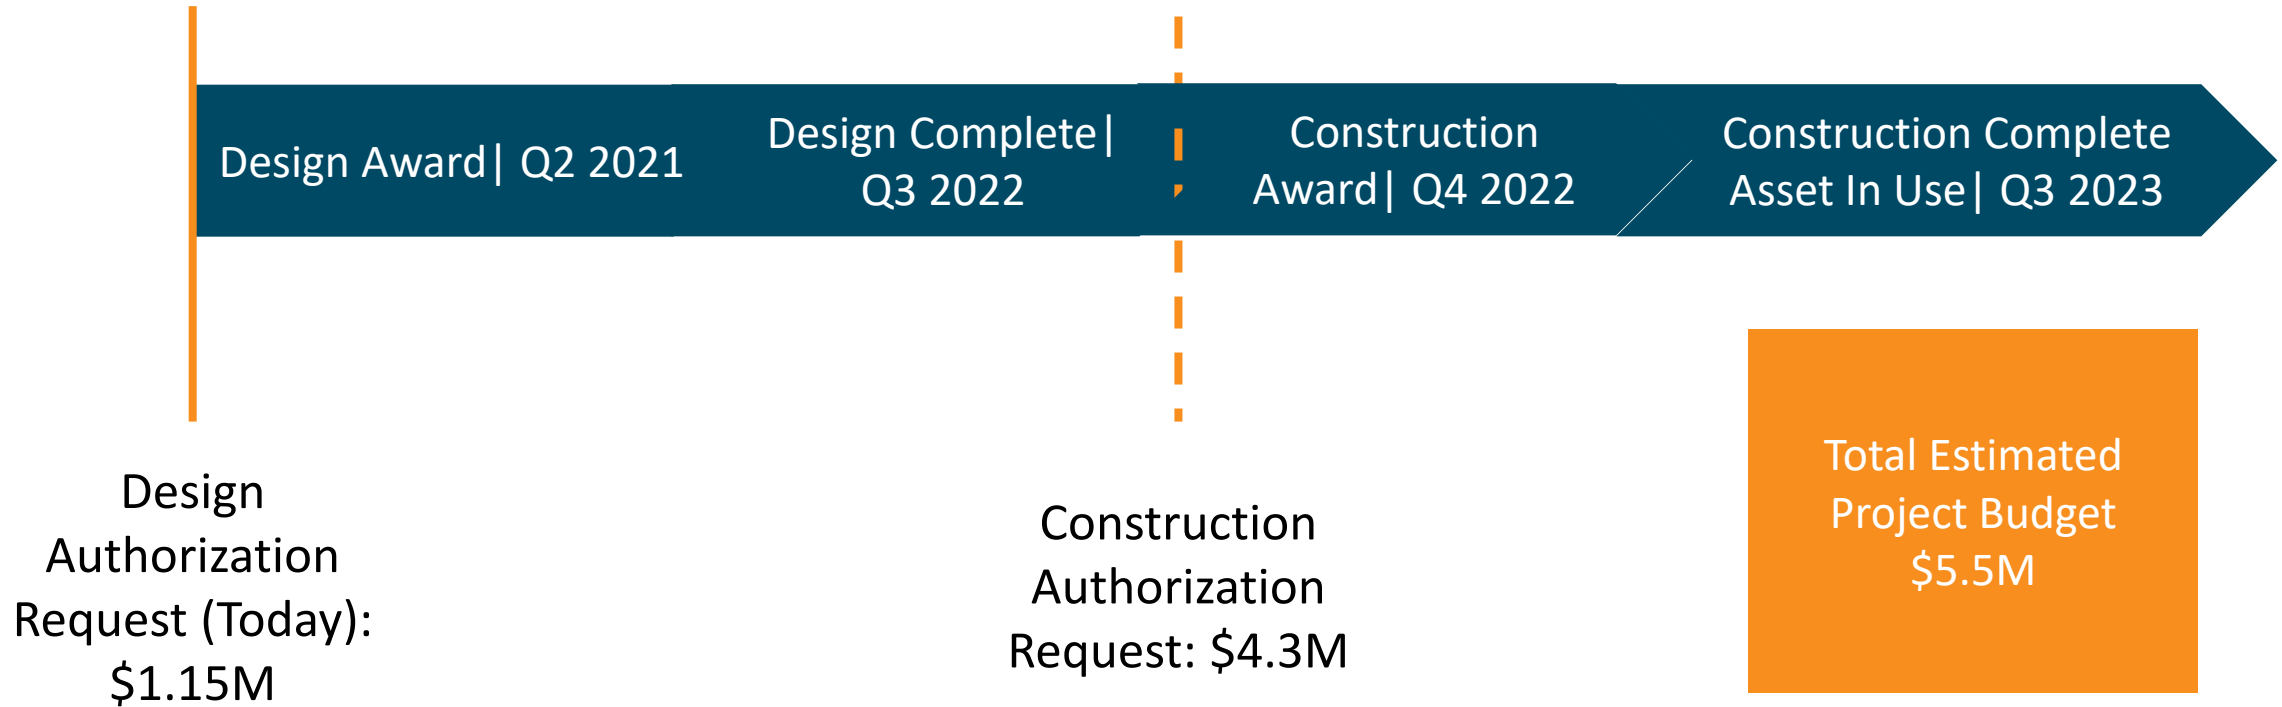 Design Award| Q2 2021
Design Complete|
Q3 2022
Construction
Award| Q4 2022
Construction Complete
Asset In Use| Q3 2023
Design
Authorization
Request (Today):
$1.15M
Construction
Authorization
Request: $4.3M
Total Estimated
Project Budget
$5.5M